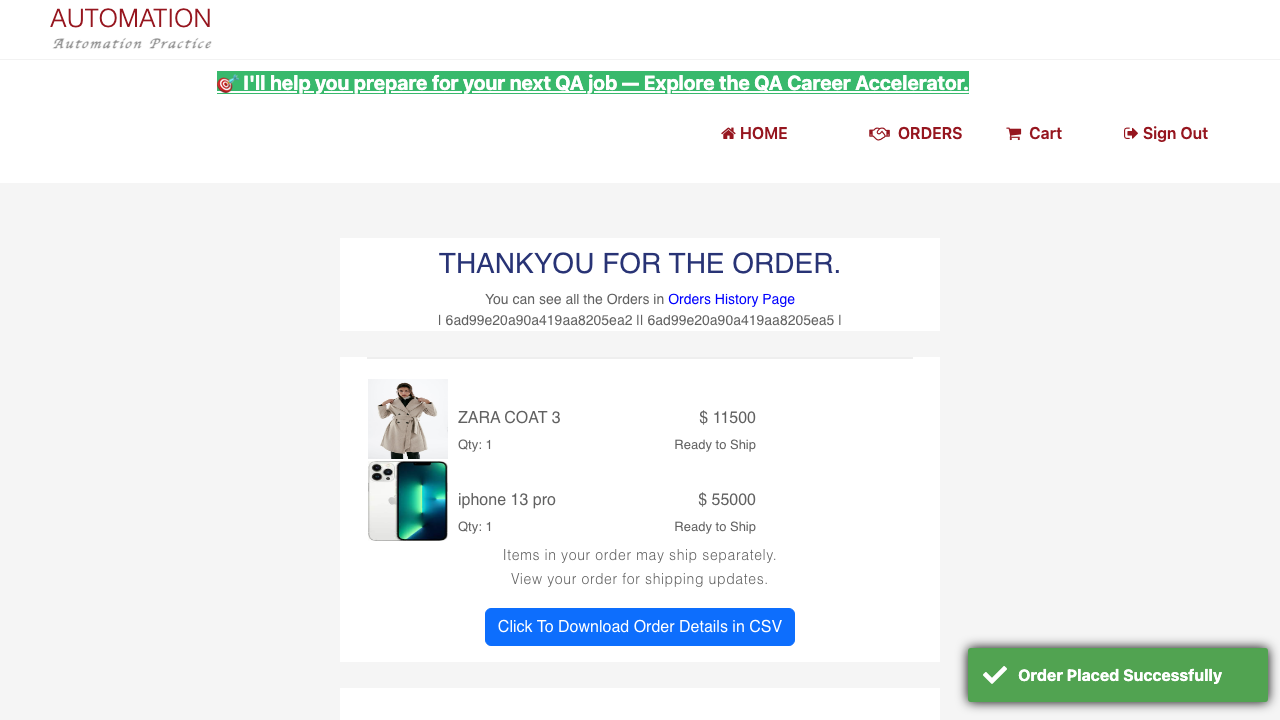 AUTOMATION
Automation Practice
🎯 I'll help you prepare for your next QA job — Explore the QA Career Accelerator.
HOME ORDERS Cart Sign Out
THANKYOU FOR THE ORDER.
You can see all the Orders in Orders History Page
| 6ad99e20a90a419aa8205ea2 || 6ad99e20a90a419aa8205ea5 |
ZARA COAT 3 $ 11500
Qty: 1 Ready to Ship
iphone 13 pro $ 55000
Qty: 1 Ready to Ship
Items in your order may ship separately.
View your order for shipping updates.
Click To Download Order Details in CSV
Order Placed Successfully